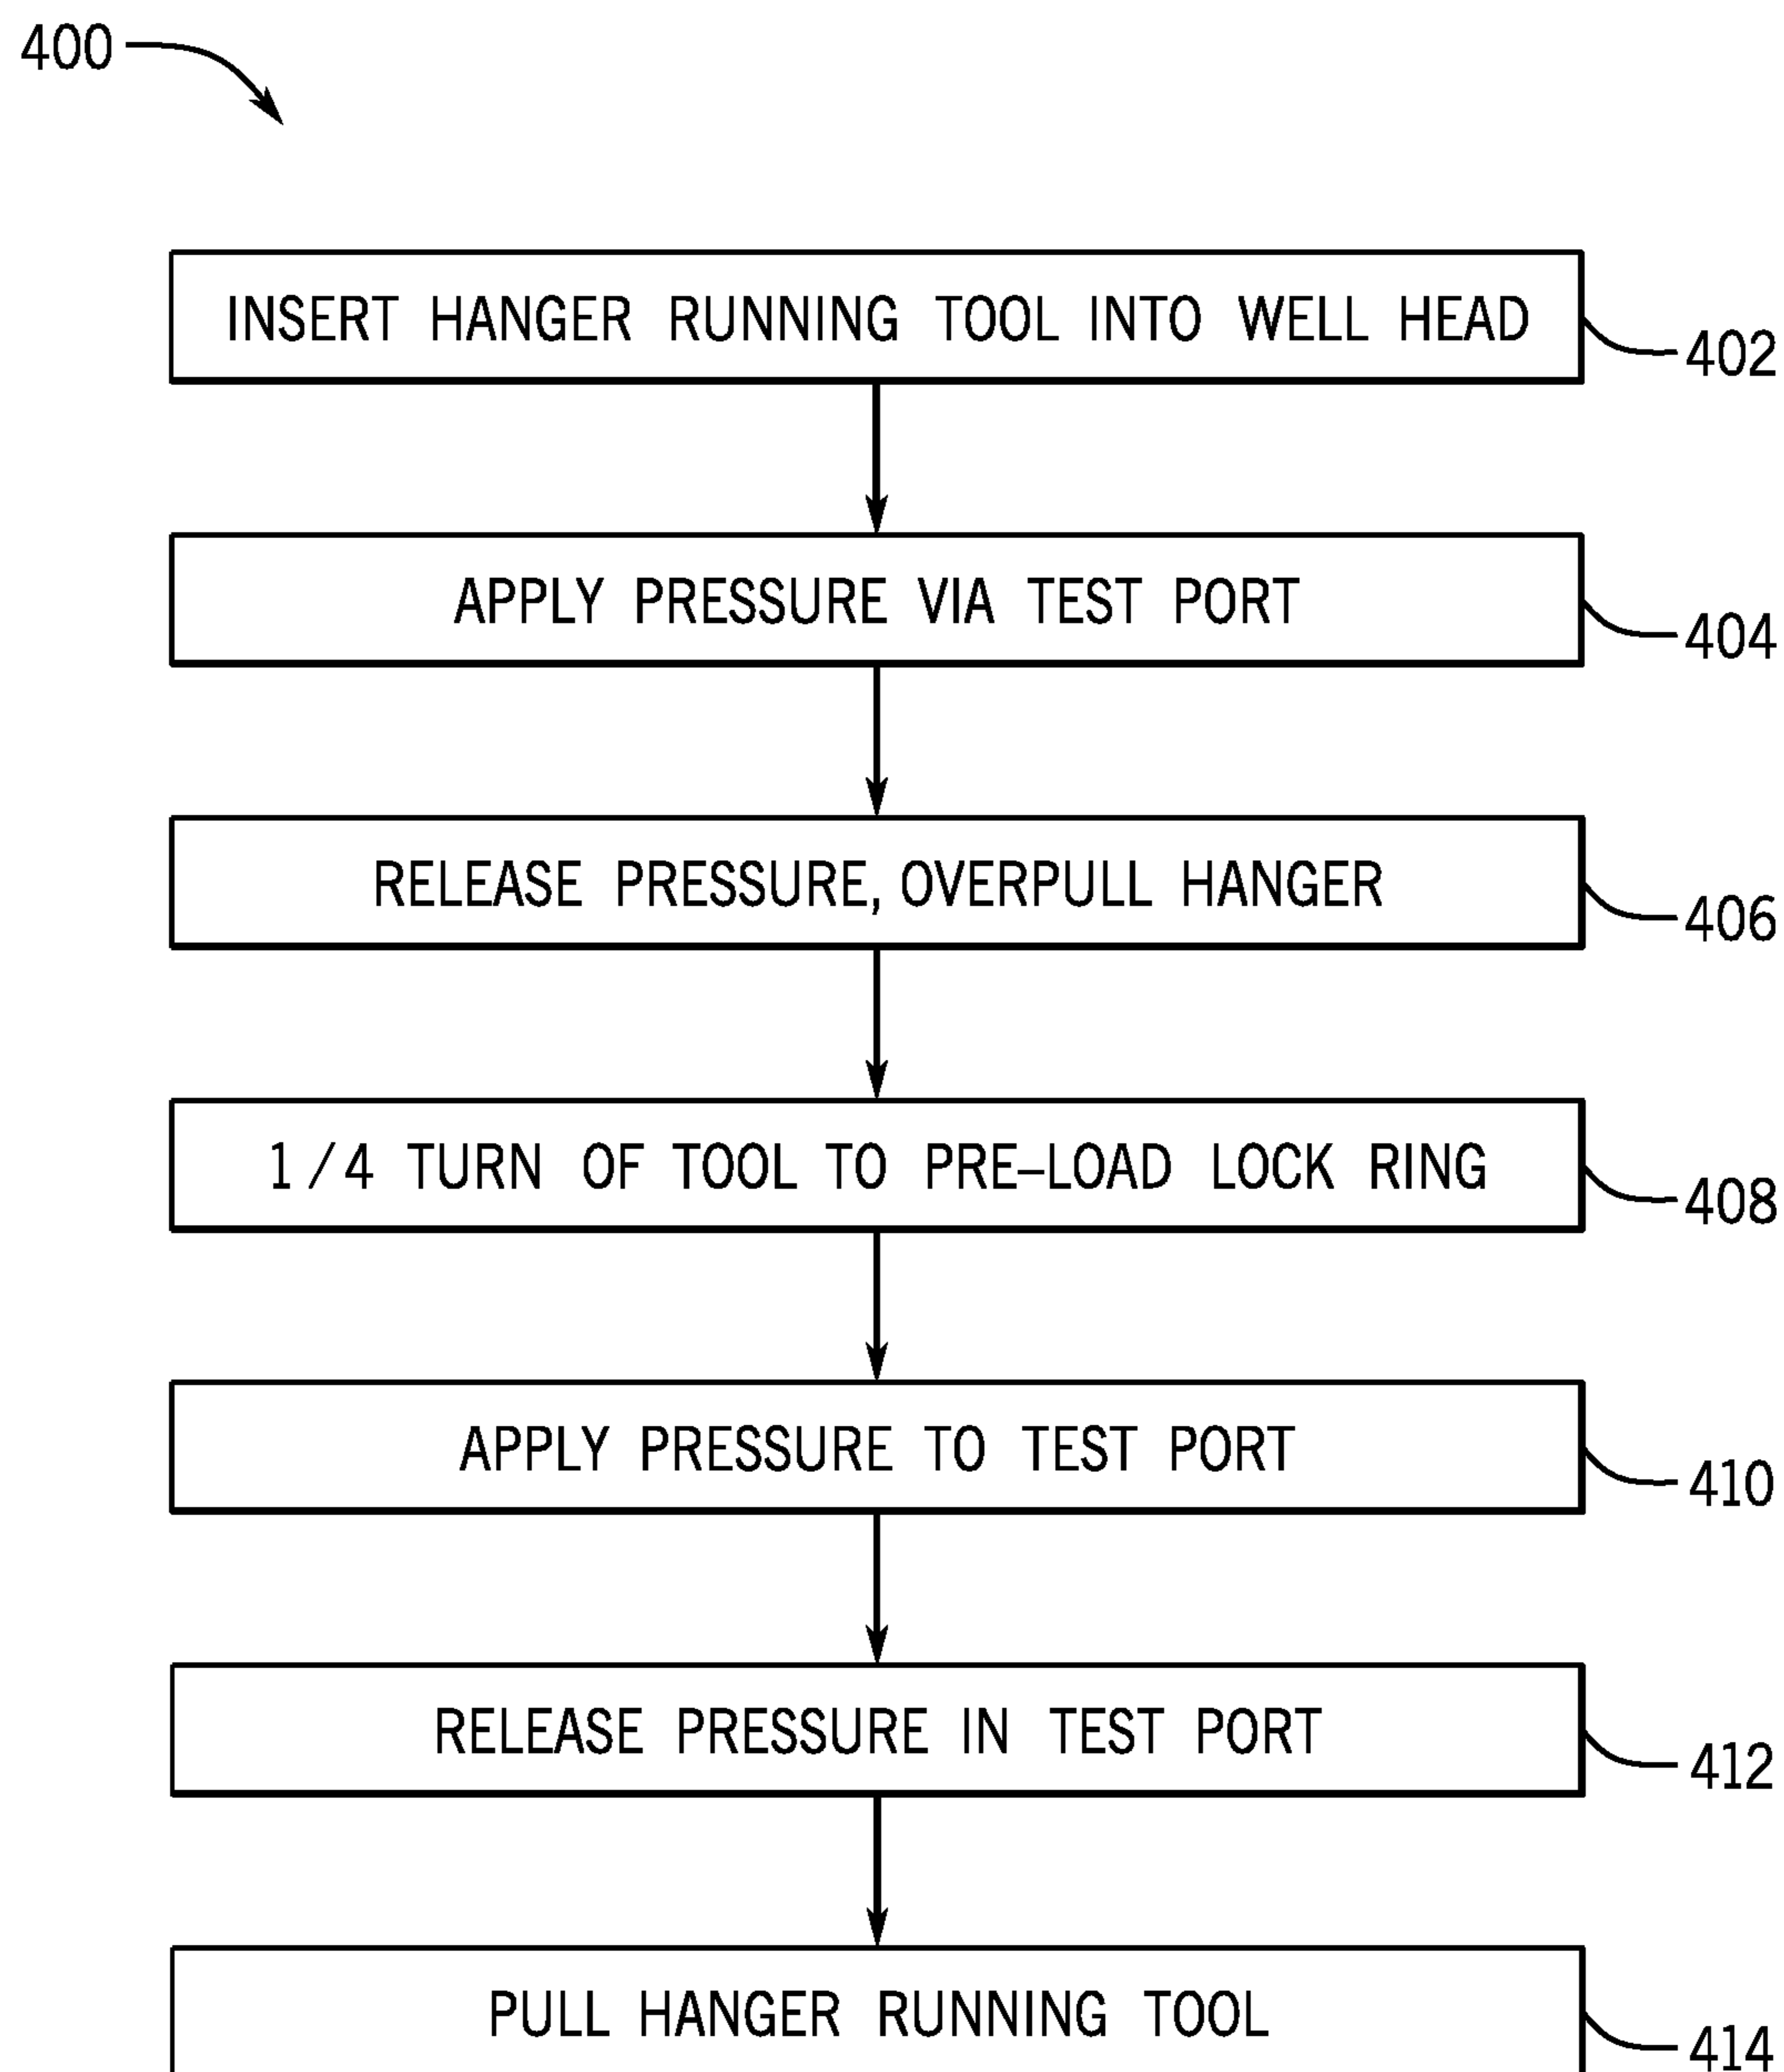 400
INSERT HANGER RUNNING TOOL INTO WELL HEAD
402
APPLY PRESSURE VIA TEST PORT
404
RELEASE PRESSURE, OVERPULL HANGER
406
1/4 TURN OF TOOL TO PRE-LOAD LOCK RING
408
APPLY PRESSURE TO TEST PORT
410
RELEASE PRESSURE IN TEST PORT
412
PULL HANGER RUNNING TOOL
414